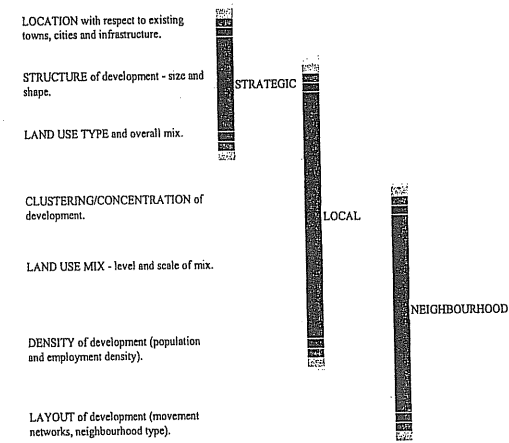 LOCATION with respect to existing
towns, cities and infrastructure.
STRUCTURE of development - size and
shape.
STRATEGIC
LAND USE TYPE and overall mix.
CLUSTERING/CONCENTRATION of
development.
LOCAL
LAND USE MIX - level and scale of mix.
NEIGHBOURHOOD
DENSITY of development (population
and employment density).
LAYOUT of development (movement
networks, neighbourhood type).